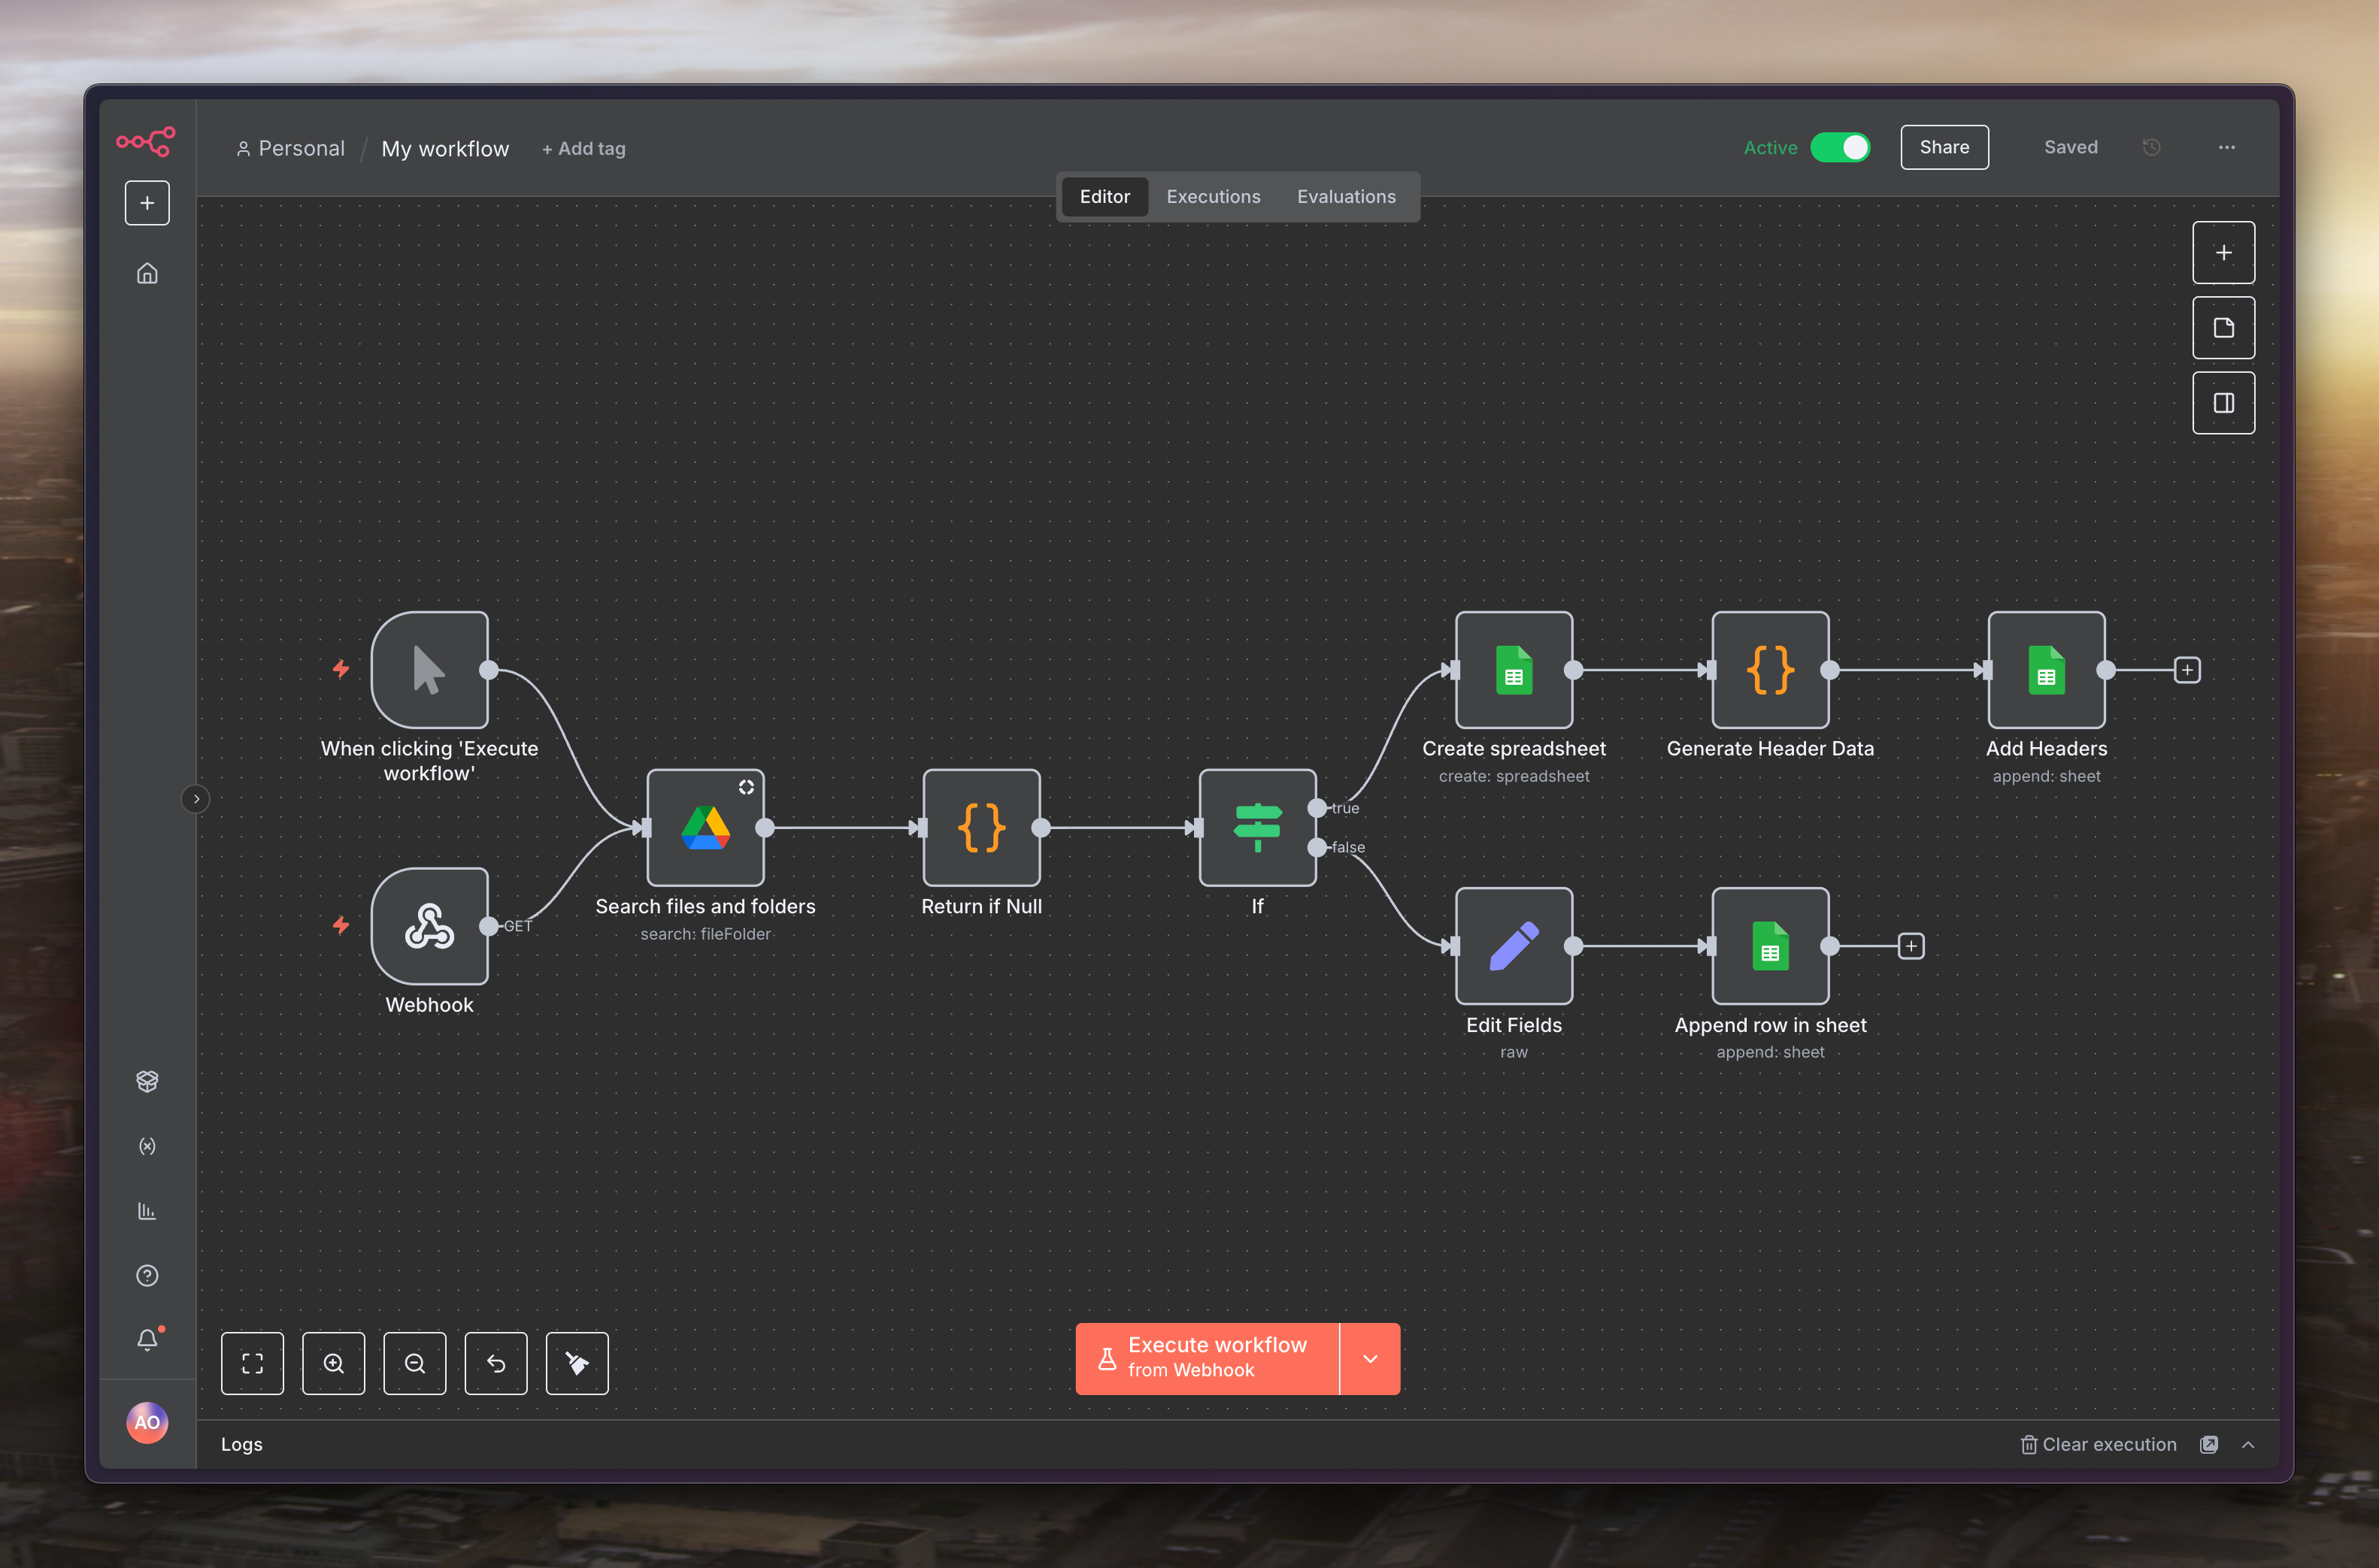 Personal / My workflow + Add tag
Active
Share
Saved
Editor
Executions
Evaluations
When clicking 'Execute
workflow'
Webhook
GET
Search files and folders
search: fileFolder
Return if Null
If
true
false
Create spreadsheet
create: spreadsheet
Generate Header Data
Add Headers
append: sheet
Edit Fields
raw
Append row in sheet
append: sheet
Execute workflow
from Webhook
AO
Logs
Clear execution